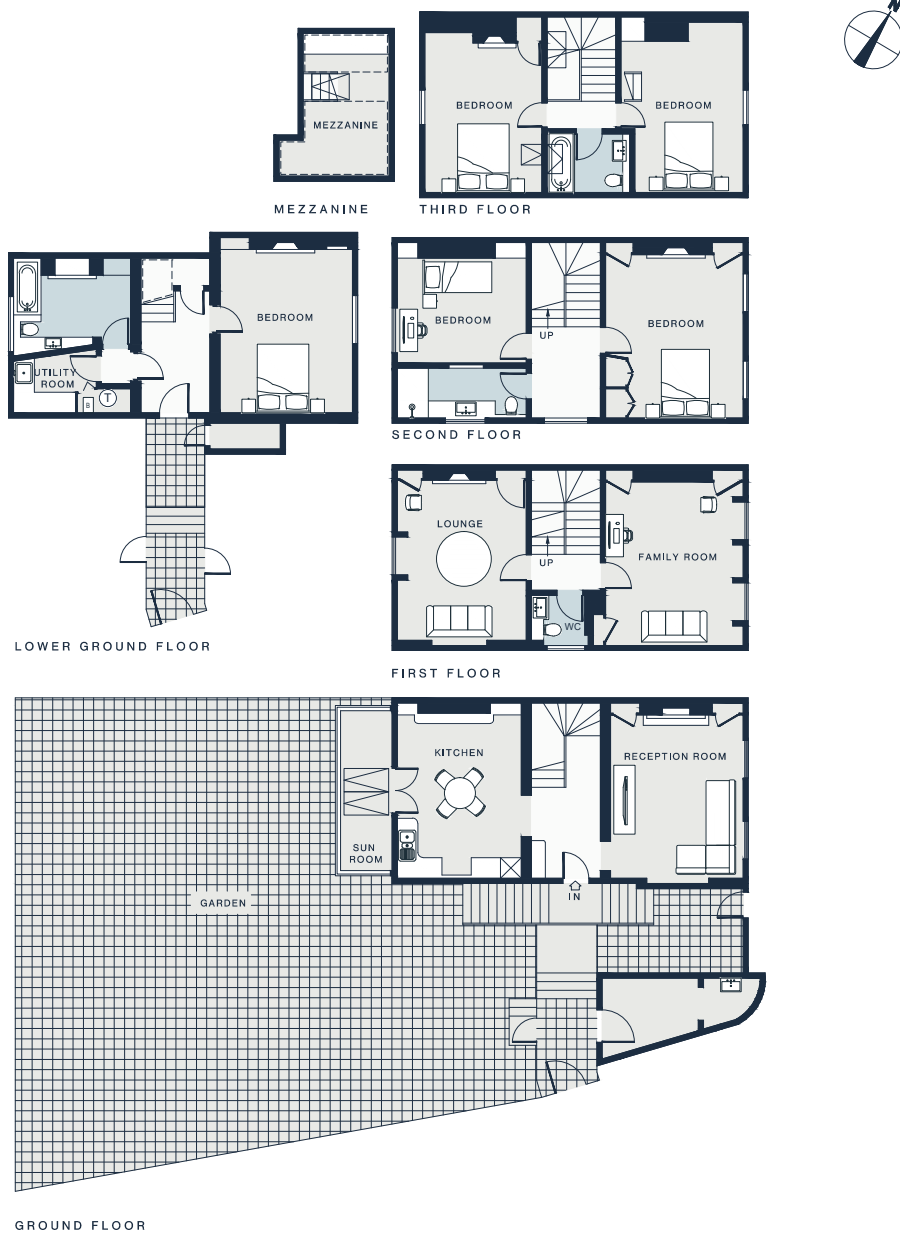 N
BEDROOM
BEDROOM
MEZZANINE
MEZZANINE
THIRD FLOOR
BEDROOM
UTILITY
ROOM
B
T
BEDROOM
UP
BEDROOM
SECOND FLOOR
LOUNGE
UP
FAMILY ROOM
WC
LOWER GROUND FLOOR
FIRST FLOOR
KITCHEN
RECEPTION ROOM
SUN
ROOM
IN
GARDEN
GROUND FLOOR